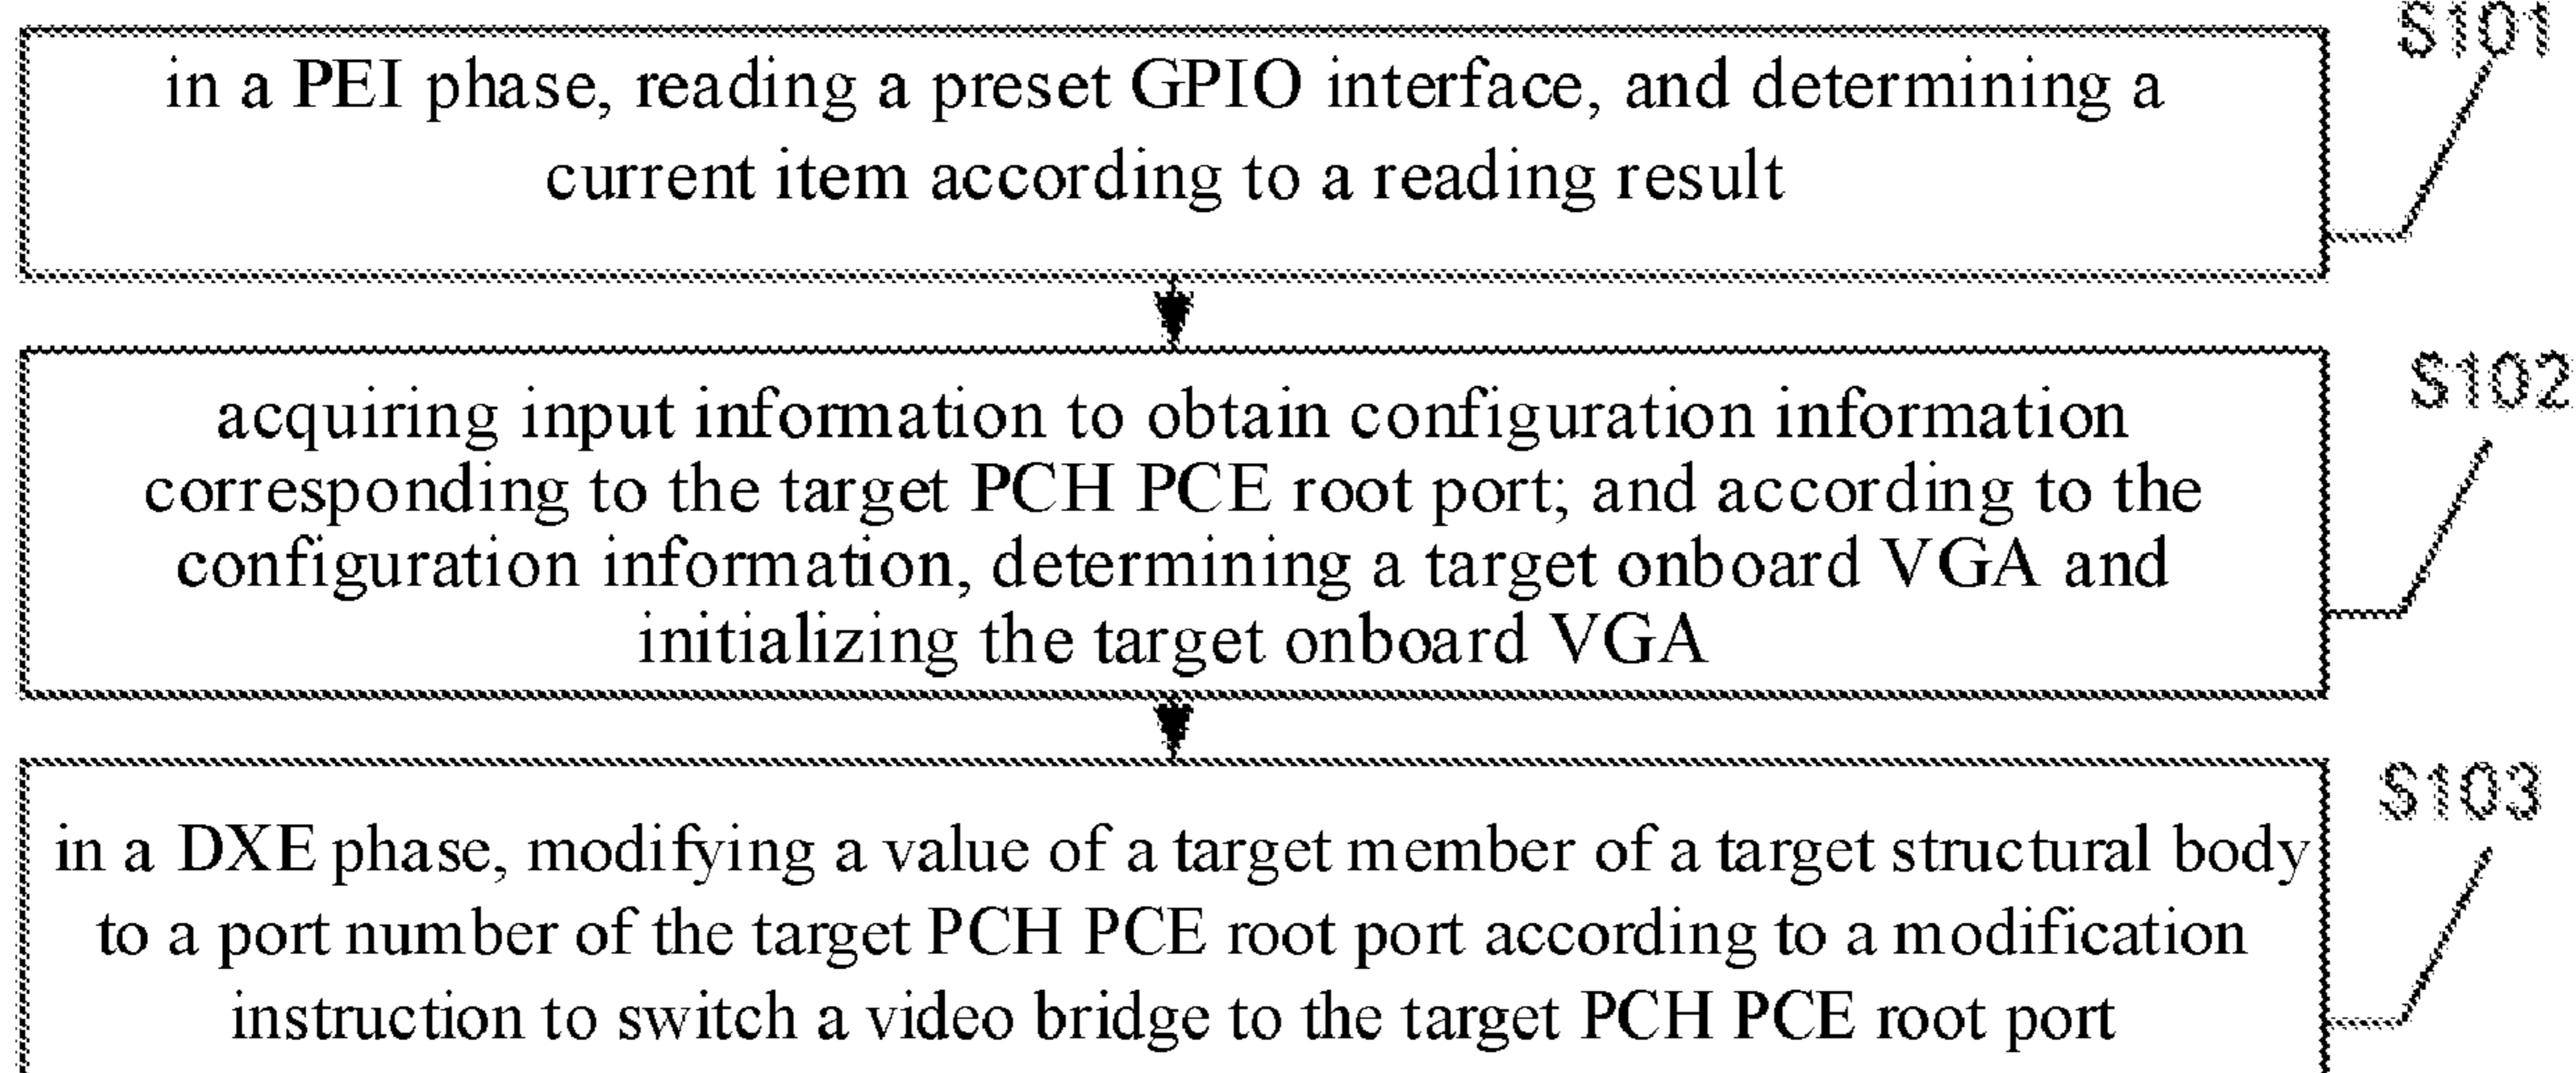 S101
in a PEI phase, reading a preset GPIO interface, and determining a
current item according to a reading result
S102
acquiring input information to obtain configuration information
corresponding to the target PCH PCE root port; and according to the
configuration information, determining a target onboard VGA and
initializing the target onboard VGA
S103
in a DXE phase, modifying a value of a target member of a target structural body
to a port number of the target PCH PCE root port according to a modification
instruction to switch a video bridge to the target PCH PCE root port